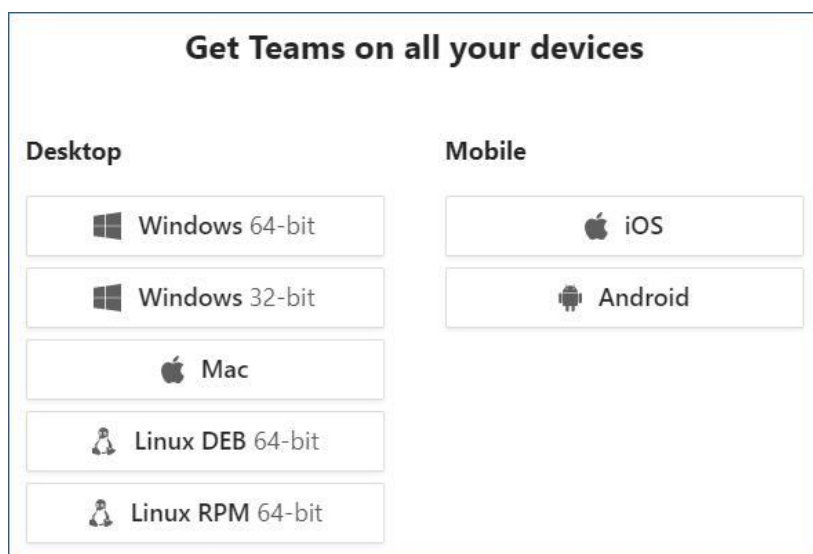 Get Teams on all your devices
Desktop
Windows 64-bit
Windows 32-bit
Mac
Linux DEB 64-bit
Linux RPM 64-bit
Mobile
iOS
Android